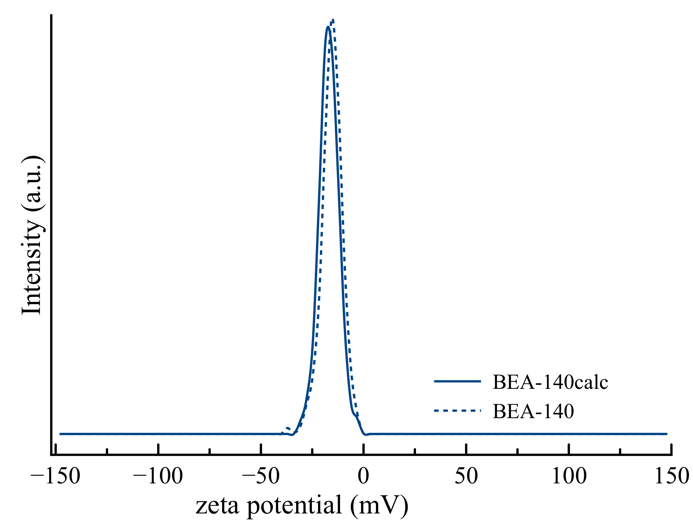 Intensity (a.u.)
BEA-140calc
BEA-140
−150 −100 −50 0 50 100 150
zeta potential (mV)